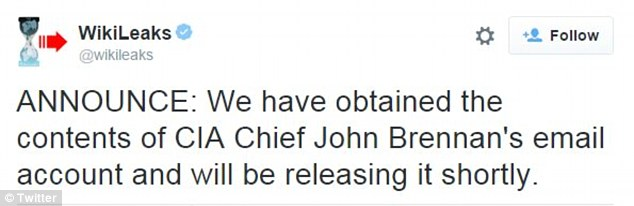 WikiLeaks
@wikileaks
Follow
ANNOUNCE: We have obtained the
contents of CIA Chief John Brennan's email
account and will be releasing it shortly.
© Twitter